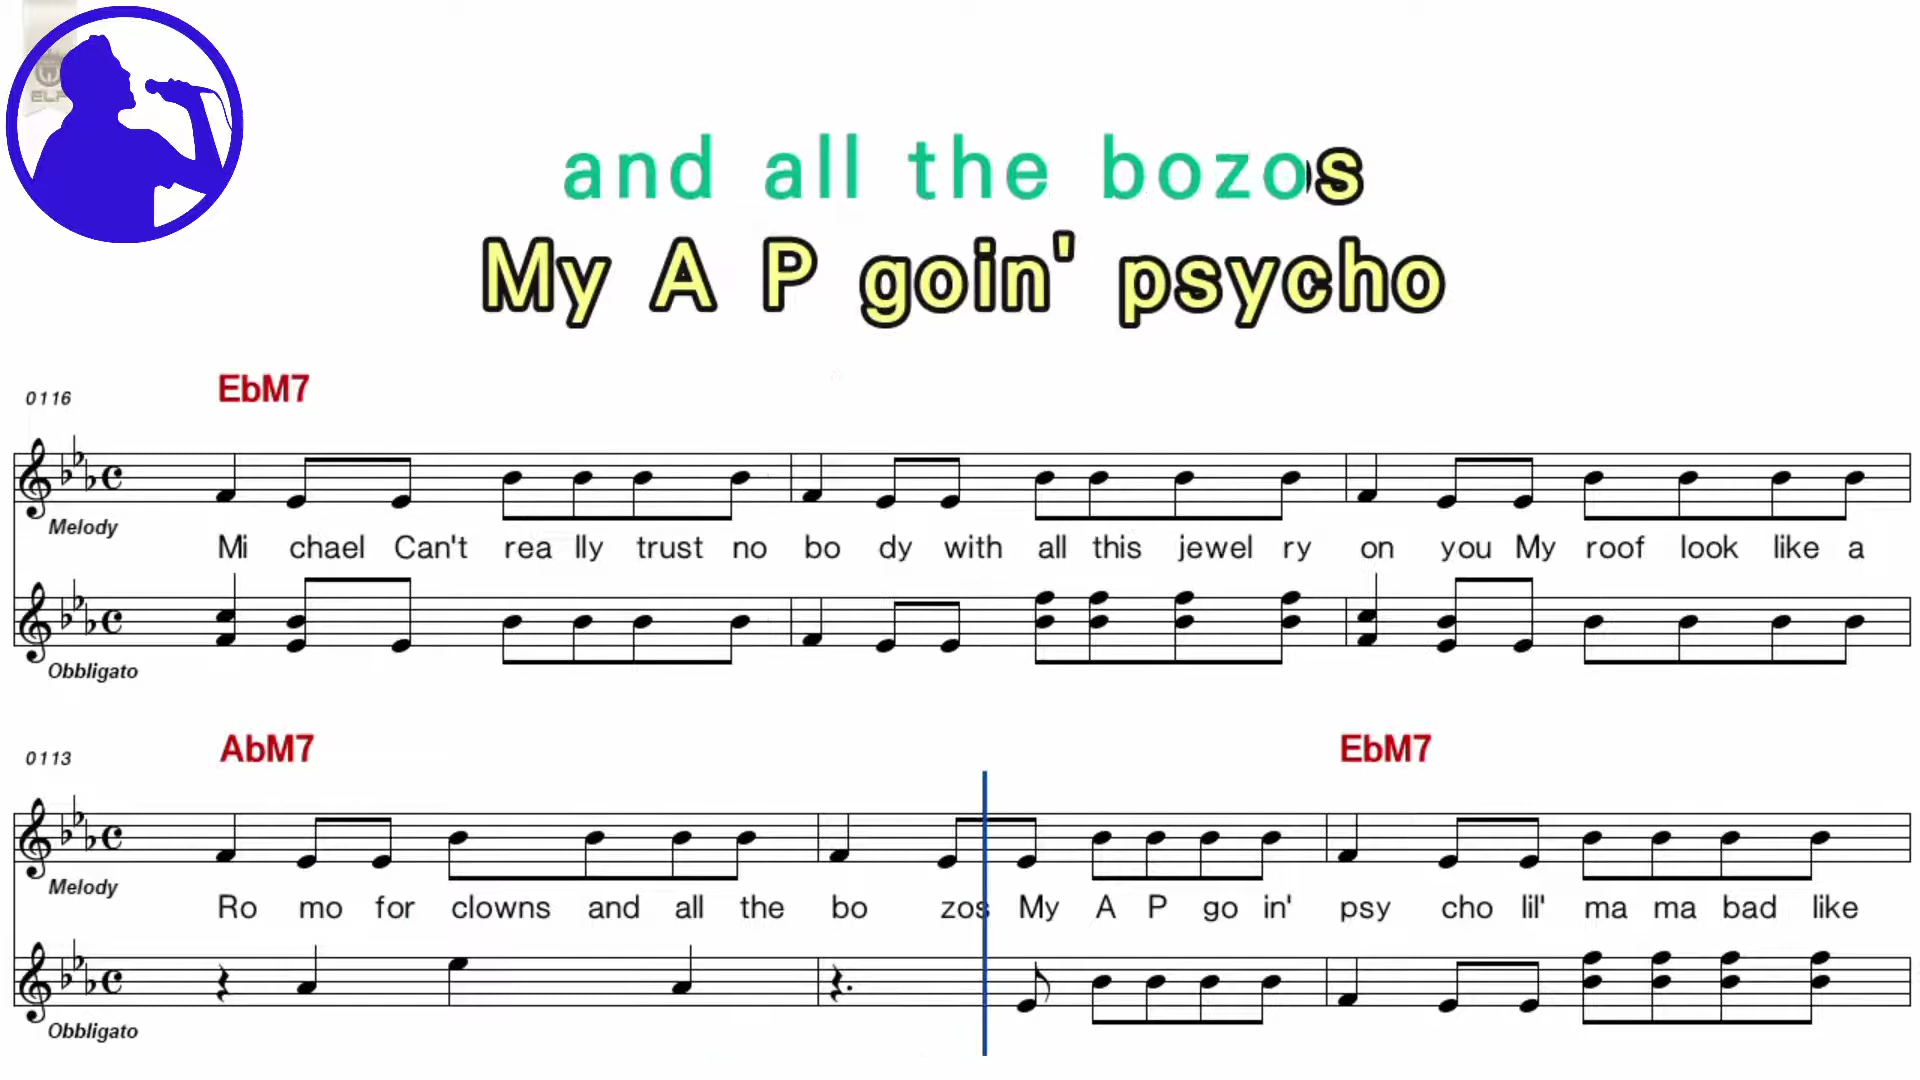 ELF
and all the bozos
My A P goin' psycho
0116
EbM7
Melody
Mi chael Can't rea lly trust no bo dy with all this jewel ry on you My roof look like a
Obbligato
0113
AbM7
EbM7
Melody
Ro mo for clowns and all the bo zos My A P go in' psy cho lil' ma ma bad like
Obbligato